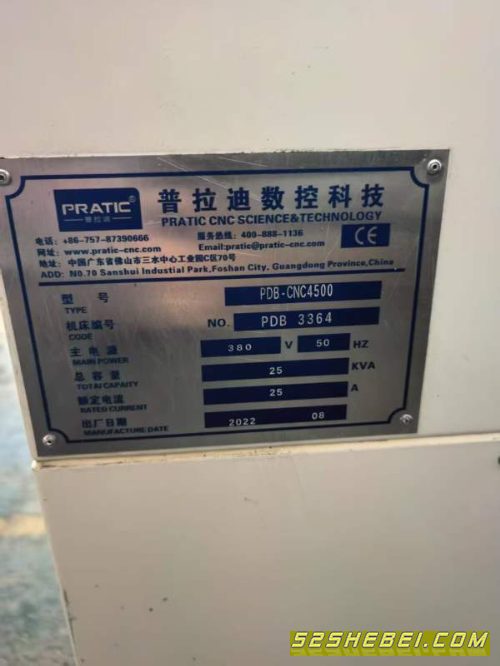 PRATIC®
普拉迪
普拉迪数控科技
PRATIC CNC SCIENCE&TECHNOLOGY
电话: +86-757-87390666
服务热线: 400-888-1136
网址: www.pratic-cnc.com
Email:pratic@pratic-cnc.com
CE
地址: 中国广东省佛山市三水中心工业园C区70号
ADD: NO.70 Sanshui Industial Park,Foshan City, Guangdong Province,China
型 号 PDB-CNC4500
TYPE
机床编号 NO. PDB 3364
CODE
主电源 380 V 50 HZ
MAIN POWER
总容量 25 KVA
TOTAI CAPAITY
额定电流 25 A
RATED CURRENT
出厂日期 2022 08
MANUFACTURE DATE
52SHEBEI.COM